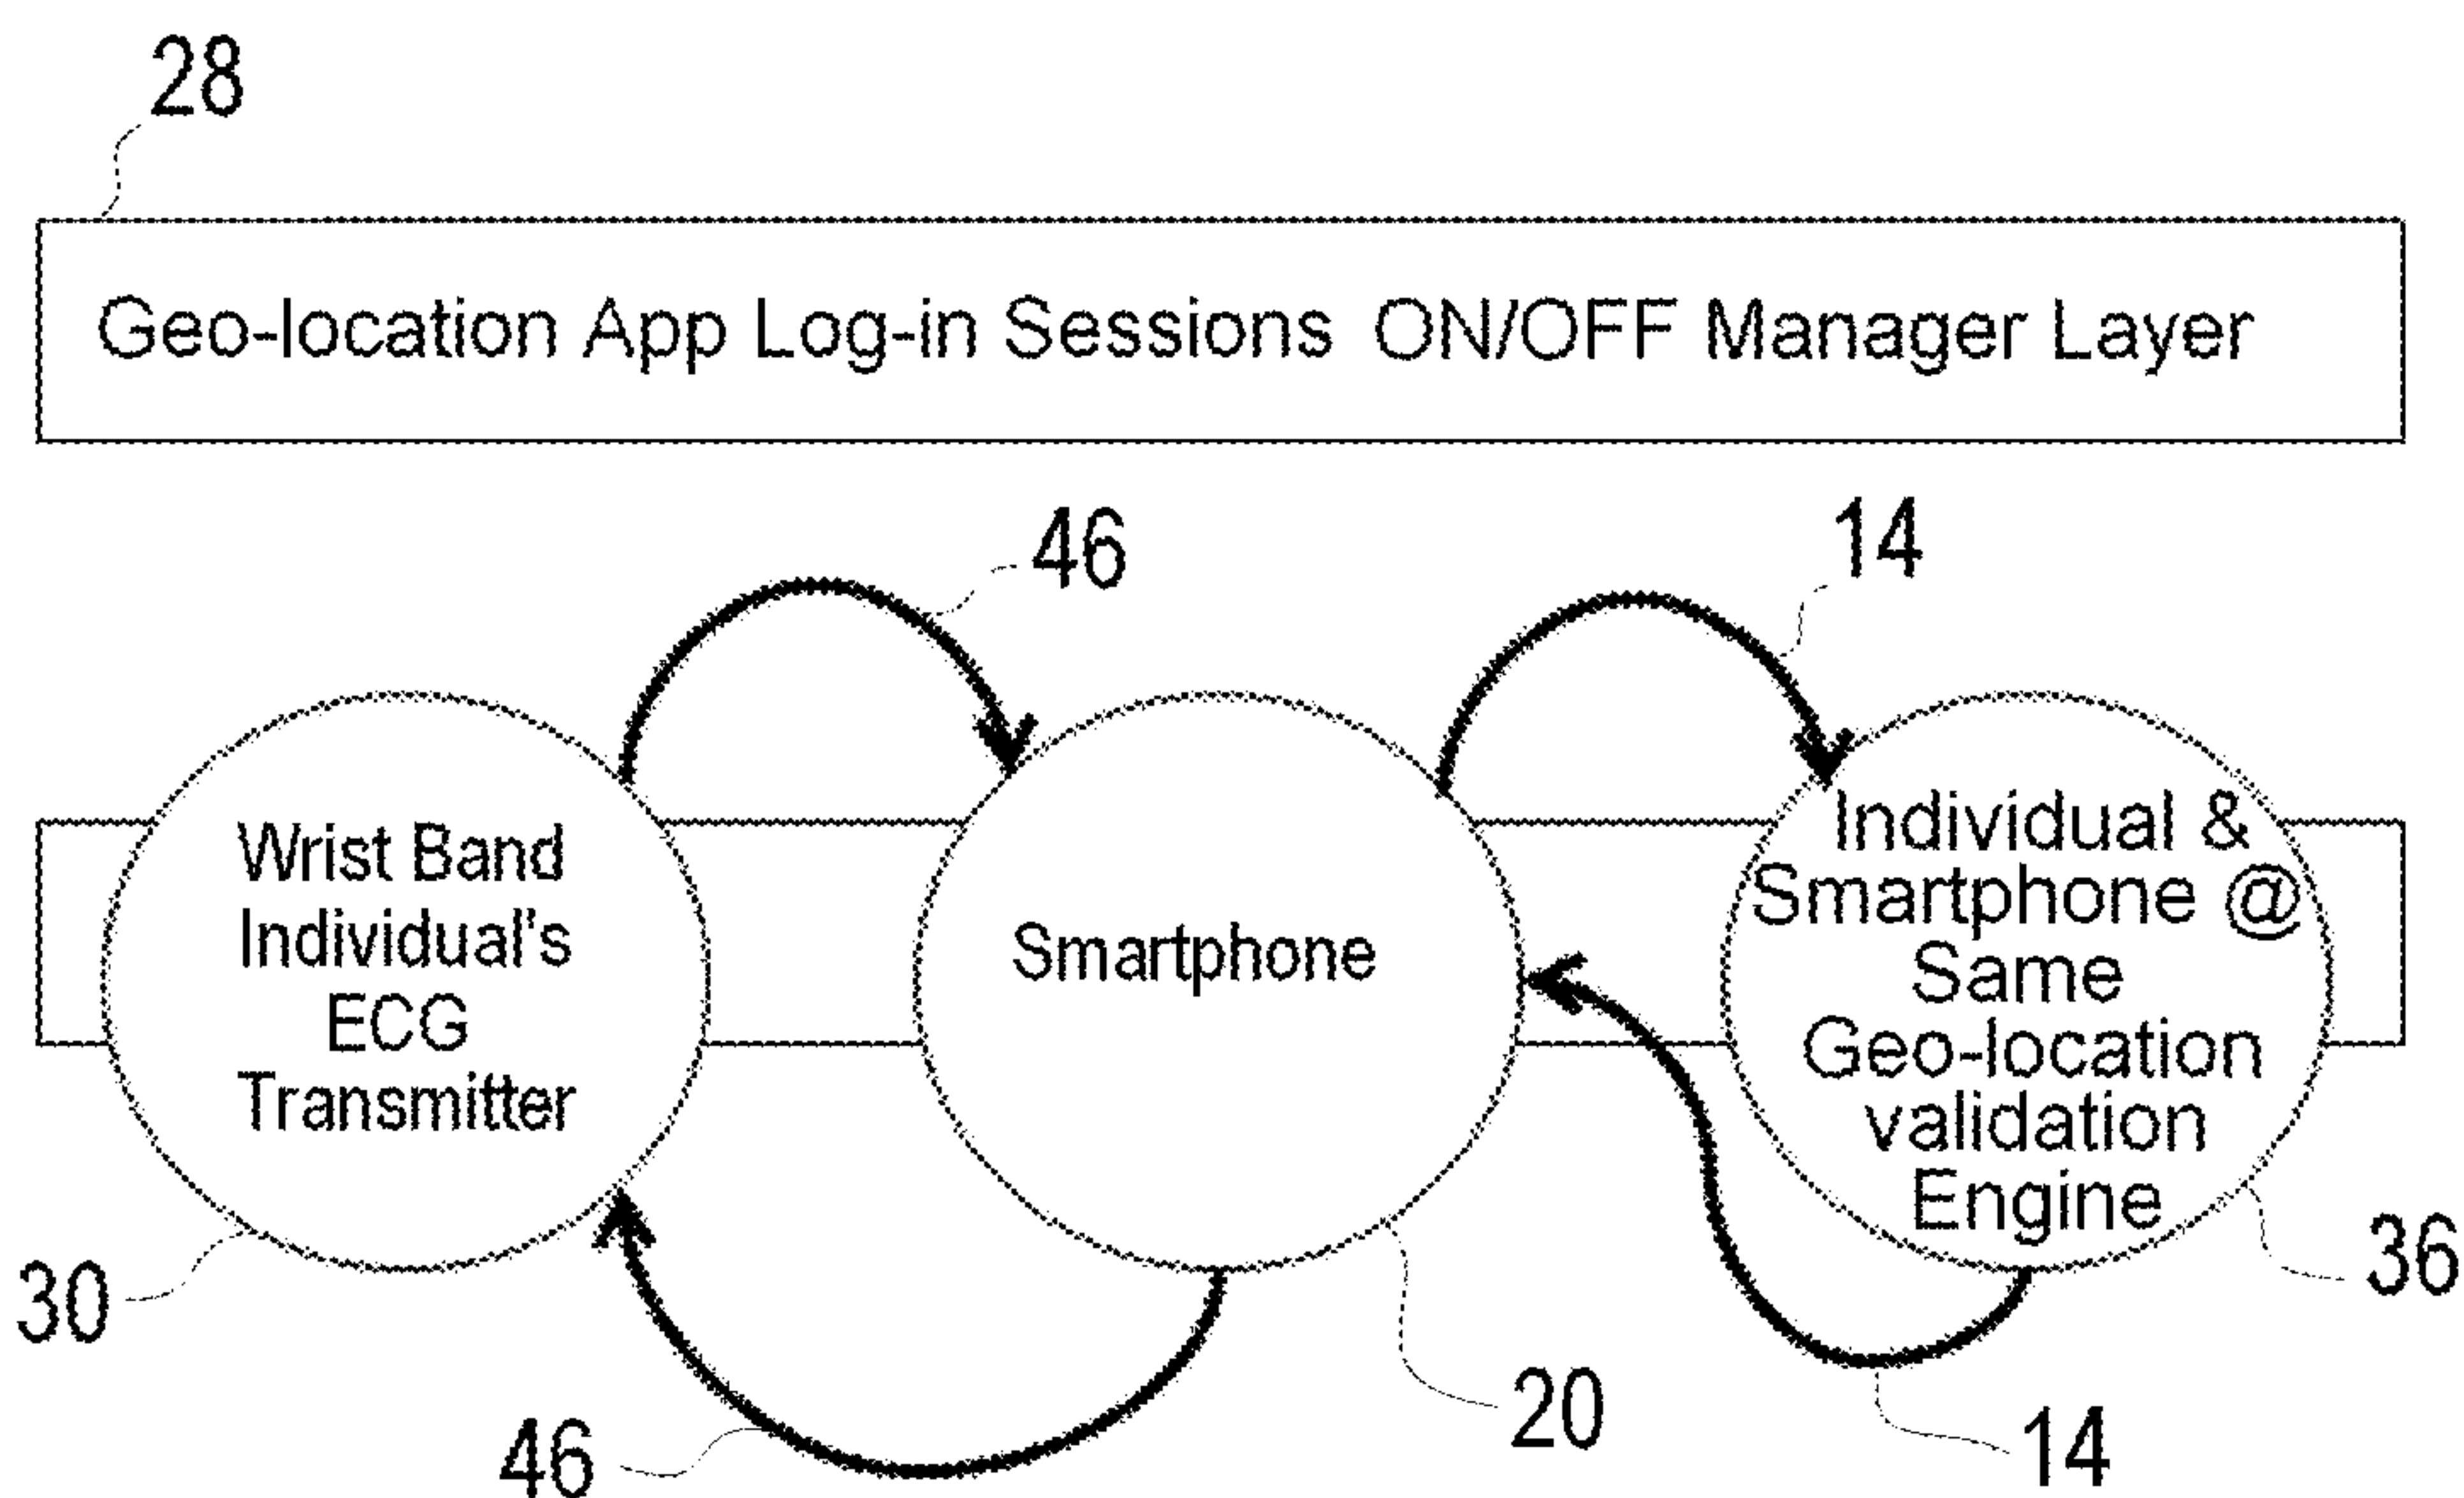 28
Geo-location App Log-in Sessions ON/OFF Manager Layer
46
14
Wrist Band
Individual's
ECG
Transmitter
Smartphone
Individual &
Smartphone @
Same
Geo-location
validation
Engine
30
36
20
46
14